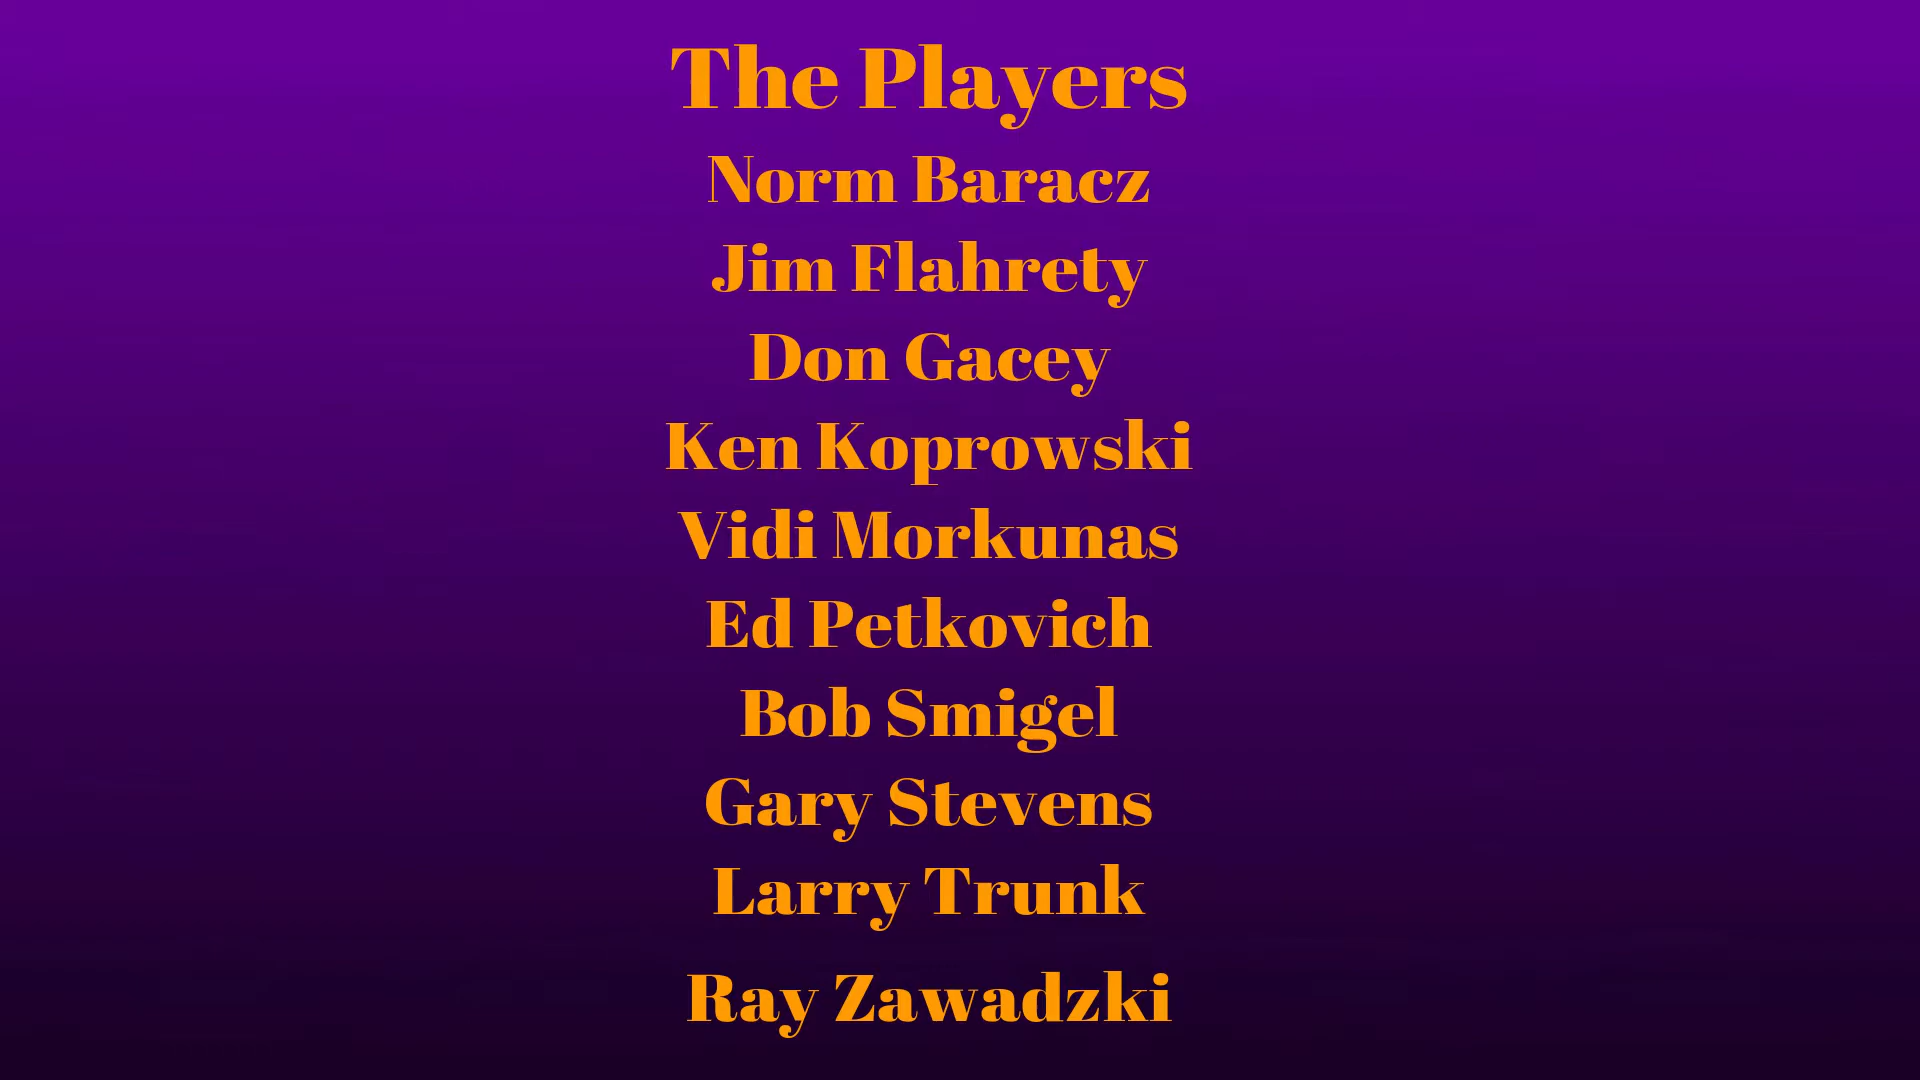 The Players
Norm Baracz
Jim Flahrety
Don Gacey
Ken Koprowski
Vidi Morkunas
Ed Petkovich
Bob Smigel
Gary Stevens
Larry Trunk
Ray Zawadzki